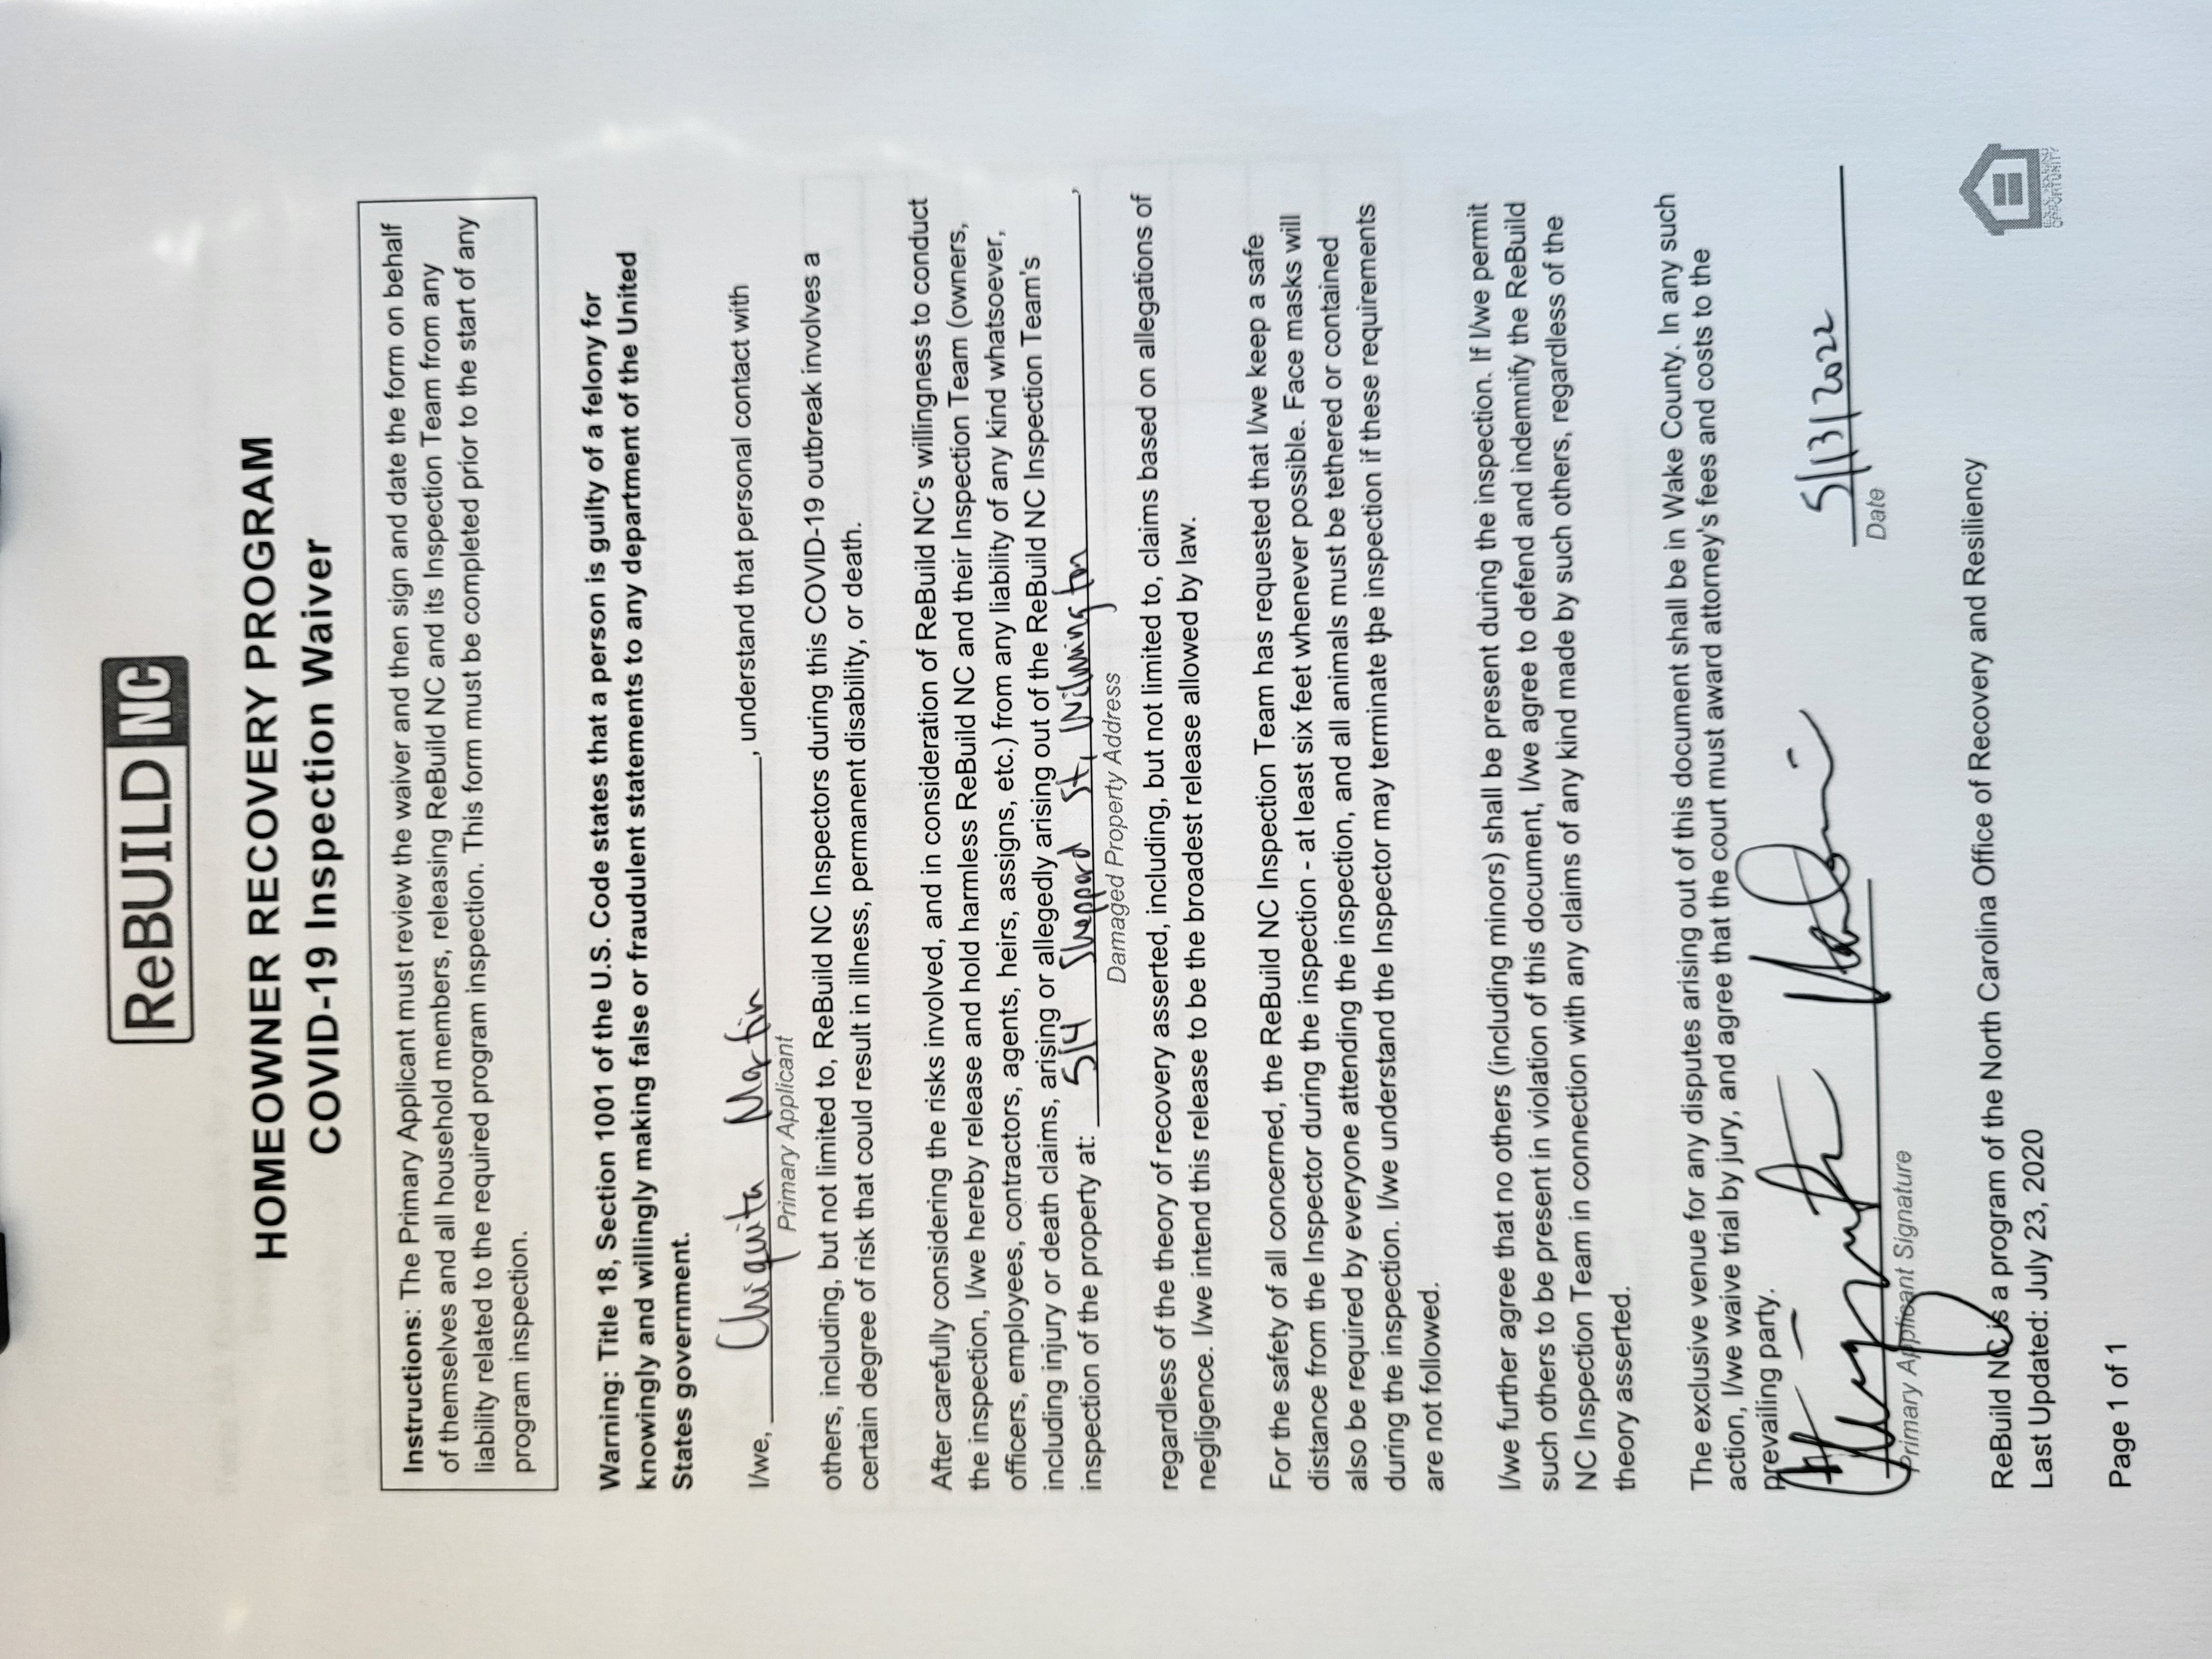 ReBUILD NC
HOMEOWNER RECOVERY PROGRAM
COVID-19 Inspection Waiver
Instructions: The Primary Applicant must review the waiver and then sign and date the form on behalf
of themselves and all household members, releasing ReBuild NC and its Inspection Team from any
liability related to the required program inspection. This form must be completed prior to the start of any
program inspection.
Warning: Title 18, Section 1001 of the U.S. Code states that a person is guilty of a felony for
knowingly and willingly making false or fraudulent statements to any department of the United
States government.
I/we, Chiquita Martin, understand that personal contact with
Primary Applicant
others, including, but not limited to, ReBuild NC Inspectors during this COVID-19 outbreak involves a
certain degree of risk that could result in illness, permanent disability, or death.
After carefully considering the risks involved, and in consideration of ReBuild NC's willingness to conduct
the inspection, I/we hereby release and hold harmless ReBuild NC and their Inspection Team (owners,
officers, employees, contractors, agents, heirs, assigns, etc.) from any liability of any kind whatsoever,
including injury or death claims, arising or allegedly arising out of the ReBuild NC Inspection Team's
inspection of the property at: 514 Sheppard St, Wilmington,
Damaged Property Address
regardless of the theory of recovery asserted, including, but not limited to, claims based on allegations of
negligence. I/we intend this release to be the broadest release allowed by law.
For the safety of all concerned, the ReBuild NC Inspection Team has requested that I/we keep a safe
distance from the Inspector during the inspection - at least six feet whenever possible. Face masks will
also be required by everyone attending the inspection, and all animals must be tethered or contained
during the inspection. I/we understand the Inspector may terminate the inspection if these requirements
are not followed.
I/we further agree that no others (including minors) shall be present during the inspection. If I/we permit
such others to be present in violation of this document, I/we agree to defend and indemnify the ReBuild
NC Inspection Team in connection with any claims of any kind made by such others, regardless of the
theory asserted.
The exclusive venue for any disputes arising out of this document shall be in Wake County. In any such
action, I/we waive trial by jury, and agree that the court must award attorney's fees and costs to the
prevailing party.
5/13/2022
Primary Applicant Signature
Date
ReBuild NC is a program of the North Carolina Office of Recovery and Resiliency
Last Updated: July 23, 2020
EQUAL HOUSING
OPPORTUNITY
Page 1 of 1